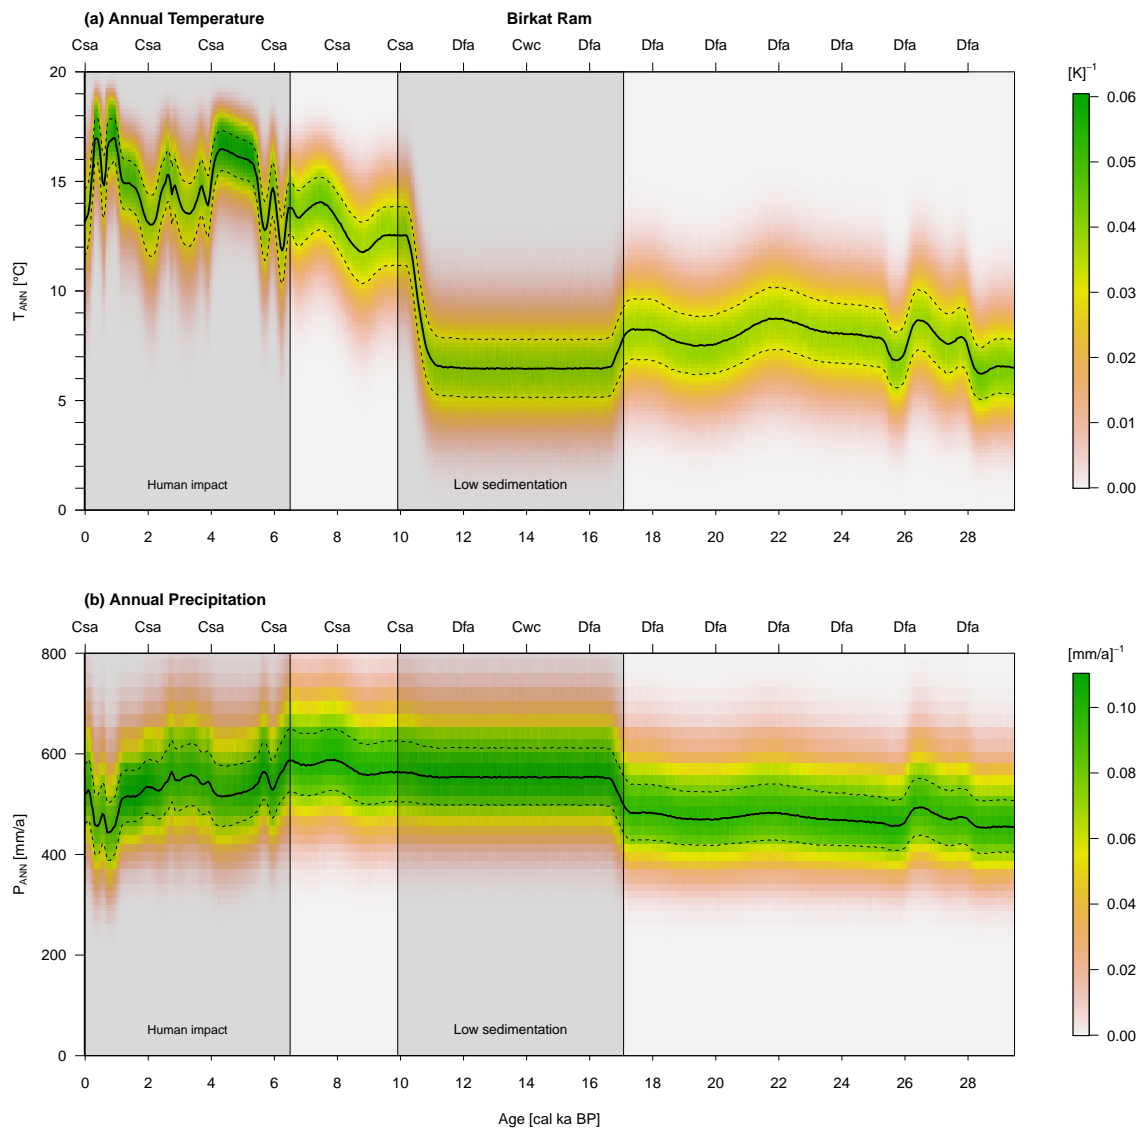 (a) Annual Temperature Birkat Ram
Csa Csa Csa Csa Csa Csa Dfa Cwc Dfa Dfa Dfa Dfa Dfa Dfa Dfa
[K]⁻¹
20
15
10
5
0
T_ANN [°C]
Human impact Low sedimentation
0 2 4 6 8 10 12 14 16 18 20 22 24 26 28
0.06
0.05
0.04
0.03
0.02
0.01
0.00
(b) Annual Precipitation
Csa Csa Csa Csa Csa Csa Dfa Cwc Dfa Dfa Dfa Dfa Dfa Dfa Dfa
[mm/a]⁻¹
800
600
400
200
0
P_ANN [mm/a]
Human impact Low sedimentation
0 2 4 6 8 10 12 14 16 18 20 22 24 26 28
0.10
0.08
0.06
0.04
0.02
0.00
Age [cal ka BP]